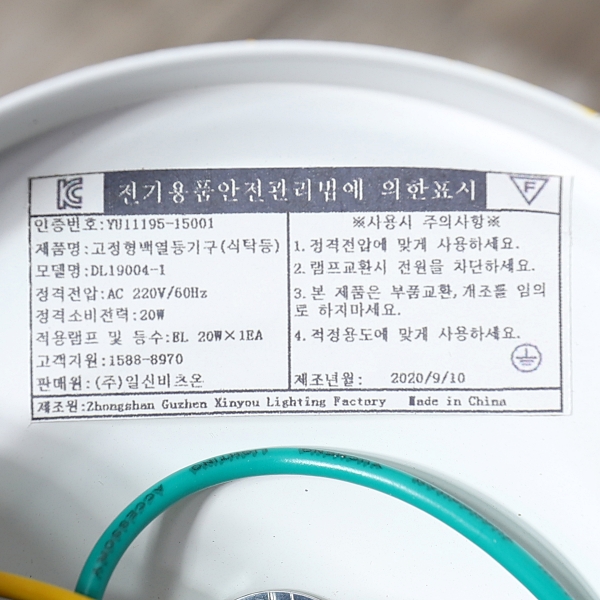 KC 전기용품안전관리법에 의한표시 F
인증번호:YU11195-15001
제품명:고정형백열등기구(식탁등)
모델명:DL19004-1
정격전압:AC 220V/60Hz
정격소비전력:20W
적용램프 및 등수:EL 20W×1EA
고객지원:1588-8970
판매원:(주)일신비츠온
※사용시 주의사항※
1.정격전압에 맞게 사용하세요.
2.램프교환시 전원을 차단하세요.
3.본 제품은 부품교환,개조를 임의
로 하지마세요.
4.적정용도에 맞게 사용하세요.
제조년월: 2020/9/10
제조원:Zhongshan Guzhen Xinyou Lighting Factory Made in China
ACCESSORY